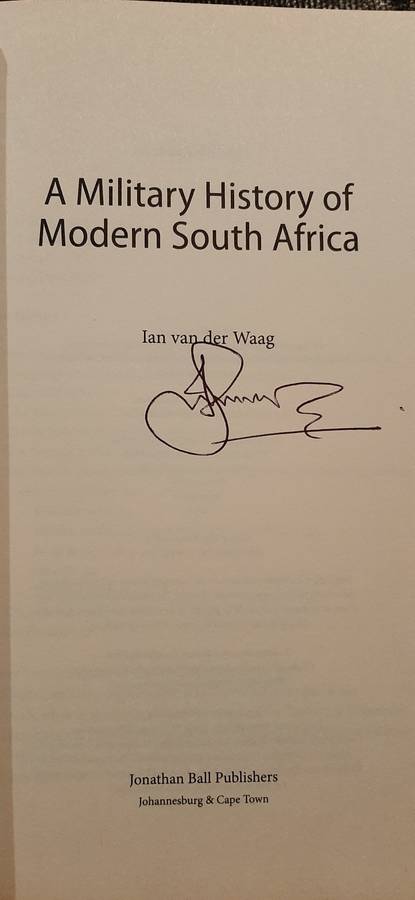 A Military History of
Modern South Africa
Ian van der Waag
Jonathan Ball Publishers
Johannesburg & Cape Town